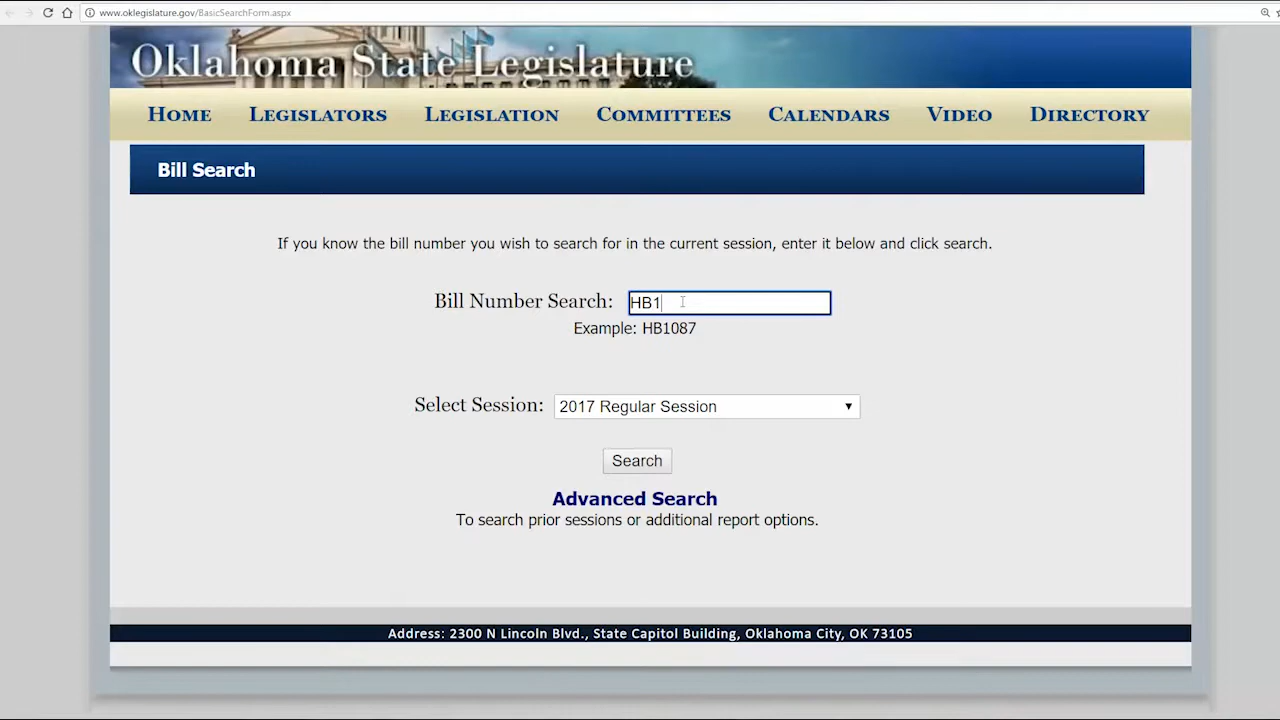 www.oklegislature.gov/BasicSearchForm.aspx
Oklahoma State Legislature
Home Legislators Legislation Committees Calendars Video Directory
Bill Search
If you know the bill number you wish to search for in the current session, enter it below and click search.
Bill Number Search: HB1
Example: HB1087
Select Session: 2017 Regular Session
Search
Advanced Search
To search prior sessions or additional report options.
Address: 2300 N Lincoln Blvd., State Capitol Building, Oklahoma City, OK 73105